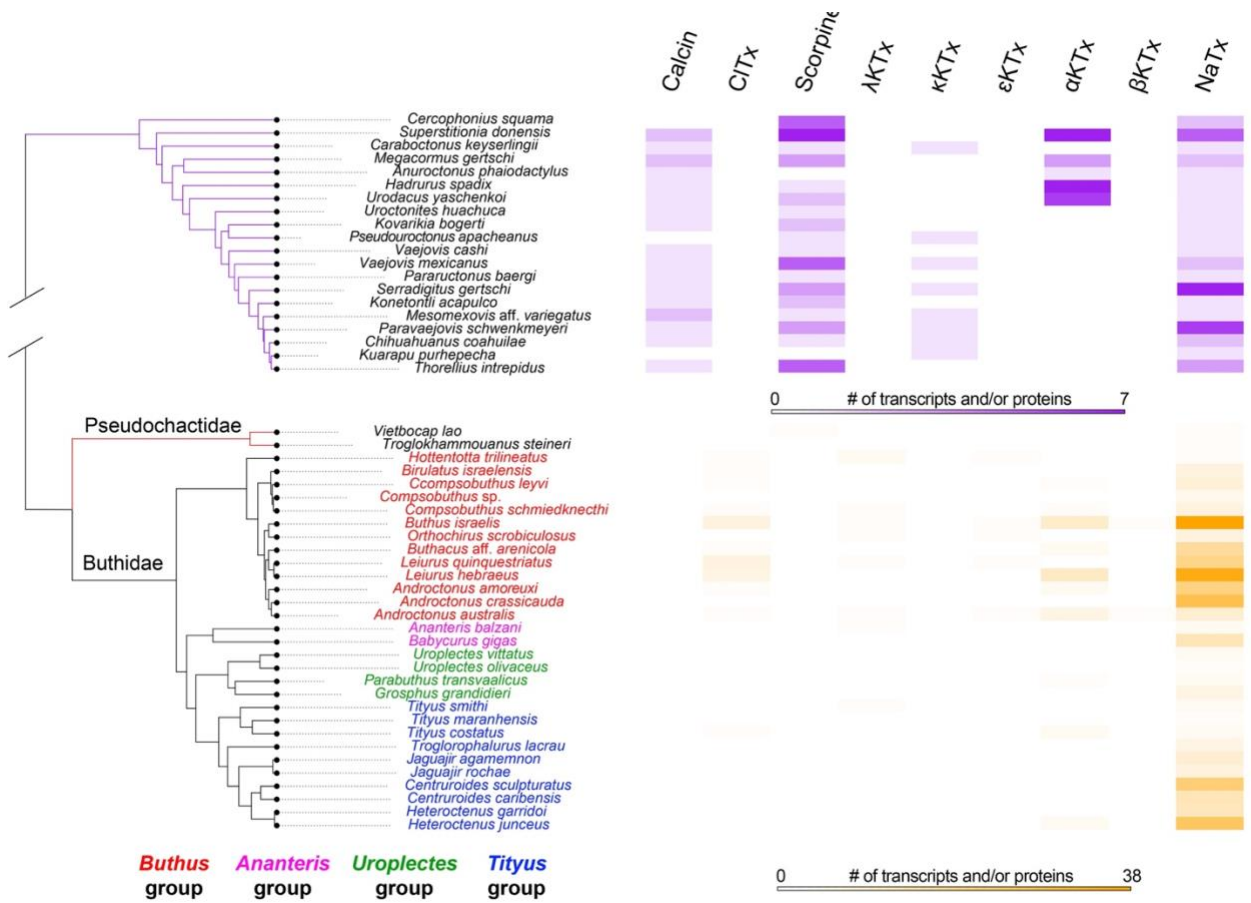 Calcin ClTx Scorpine λKTx κKTx εKTx αKTx βKTx NaTx
Cercophonius squama
Superstitionia donensis
Caraboctonus keyserlingii
Megacormus gertschi
Anuroctonus phaiodactylus
Hadrurus spadix
Urodacus yaschenkoi
Uroctonites huachuca
Kovarikia bogerti
Pseudouroctonus apacheanus
Vaejovis cashi
Vaejovis mexicanus
Paraructonus baergi
Serradigitus gertschi
Konetontli acapulco
Mesomexovis aff. variegatus
Paravaejovis schwenkmeyeri
Chihuahuanus coahuilae
Kuarapu purhepecha
Thorellius intrepidus
0 # of transcripts and/or proteins 7
Pseudochactidae
Vietbocap lao
Troglokhammouanus steineri
Hottentotta trilineatus
Birulatus israelensis
Ccompsobuthus leyvi
Compsobuthus sp.
Compsobuthus schmiedknecthi
Buthus israelis
Orthochirus scrobiculosus
Buthacus aff. arenicola
Buthidae
Leiurus quinquestriatus
Leiurus hebraeus
Androctonus amoreuxi
Androctonus crassicauda
Androctonus australis
Ananteris balzani
Babycurus gigas
Uroplectes vittatus
Uroplectes olivaceus
Parabuthus transvaalicus
Grosphus grandidieri
Tityus smithi
Tityus maranhensis
Tityus costatus
Troglorophalurus lacrau
Jaguajir agamemnon
Jaguajir rochae
Centruroides sculpturatus
Centruroides caribensis
Heteroctenus garridoi
Heteroctenus junceus
Buthus group
Ananteris group
Uroplectes group
Tityus group
0 # of transcripts and/or proteins 38